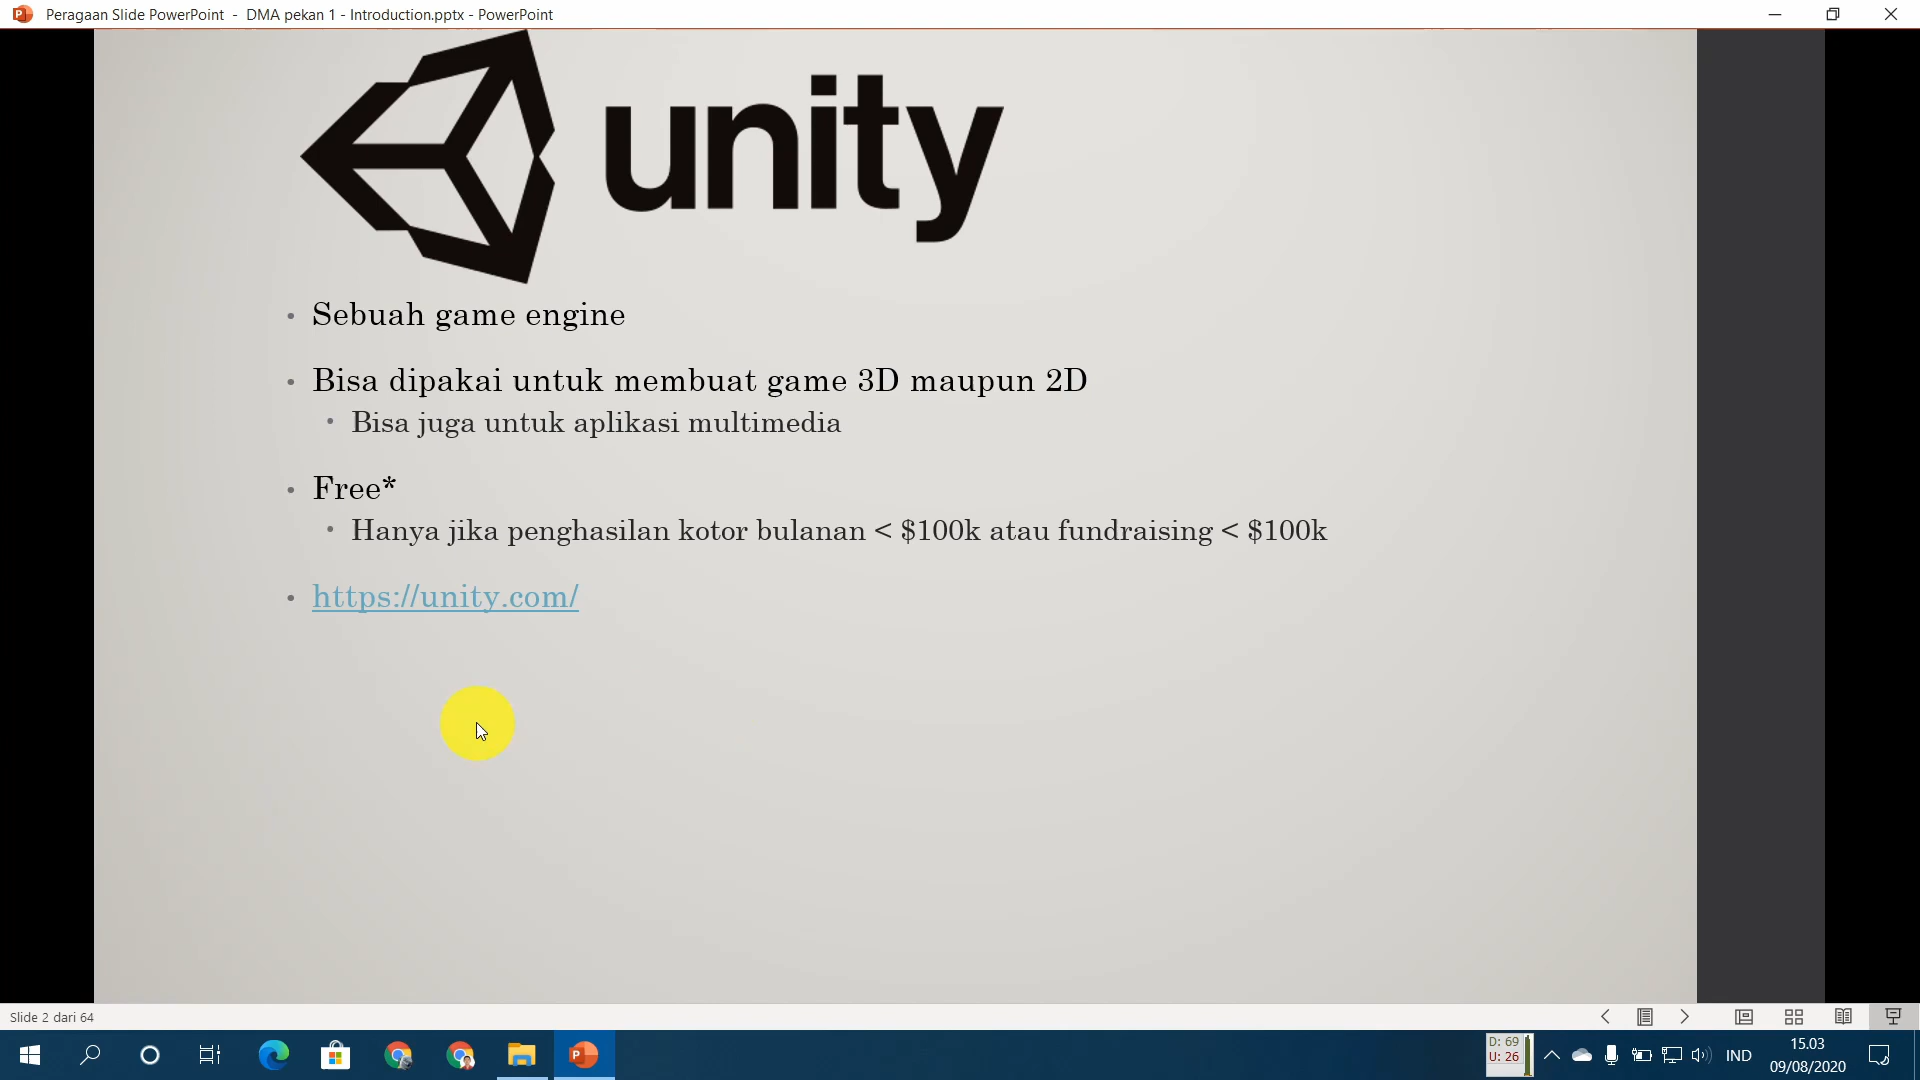 Peragaan Slide PowerPoint - DMA pekan 1 - Introduction.pptx - PowerPoint
unity
• Sebuah game engine
• Bisa dipakai untuk membuat game 3D maupun 2D
• Bisa juga untuk aplikasi multimedia
• Free*
• Hanya jika penghasilan kotor bulanan < $100k atau fundraising < $100k
• https://unity.com/
Slide 2 dari 64
D: 69
U: 26
IND
15.03
09/08/2020